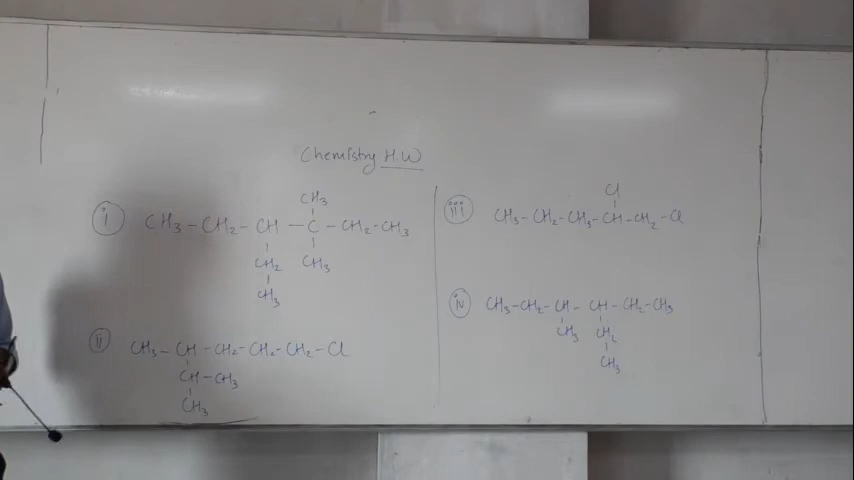 Chemistry H.W
i
CH3
CH3 - CH2 - CH - C - CH2 - CH3
CH2 CH3
CH3
ii
CH3 - CH - CH2 - CH2 - CH2 - Cl
CH - CH3
CH3
iii
Cl
CH3 - CH2 - CH3 - CH - CH2 - Cl
iv
CH3 - CH2 - CH - CH - CH2 - CH3
CH3 CH2
CH3